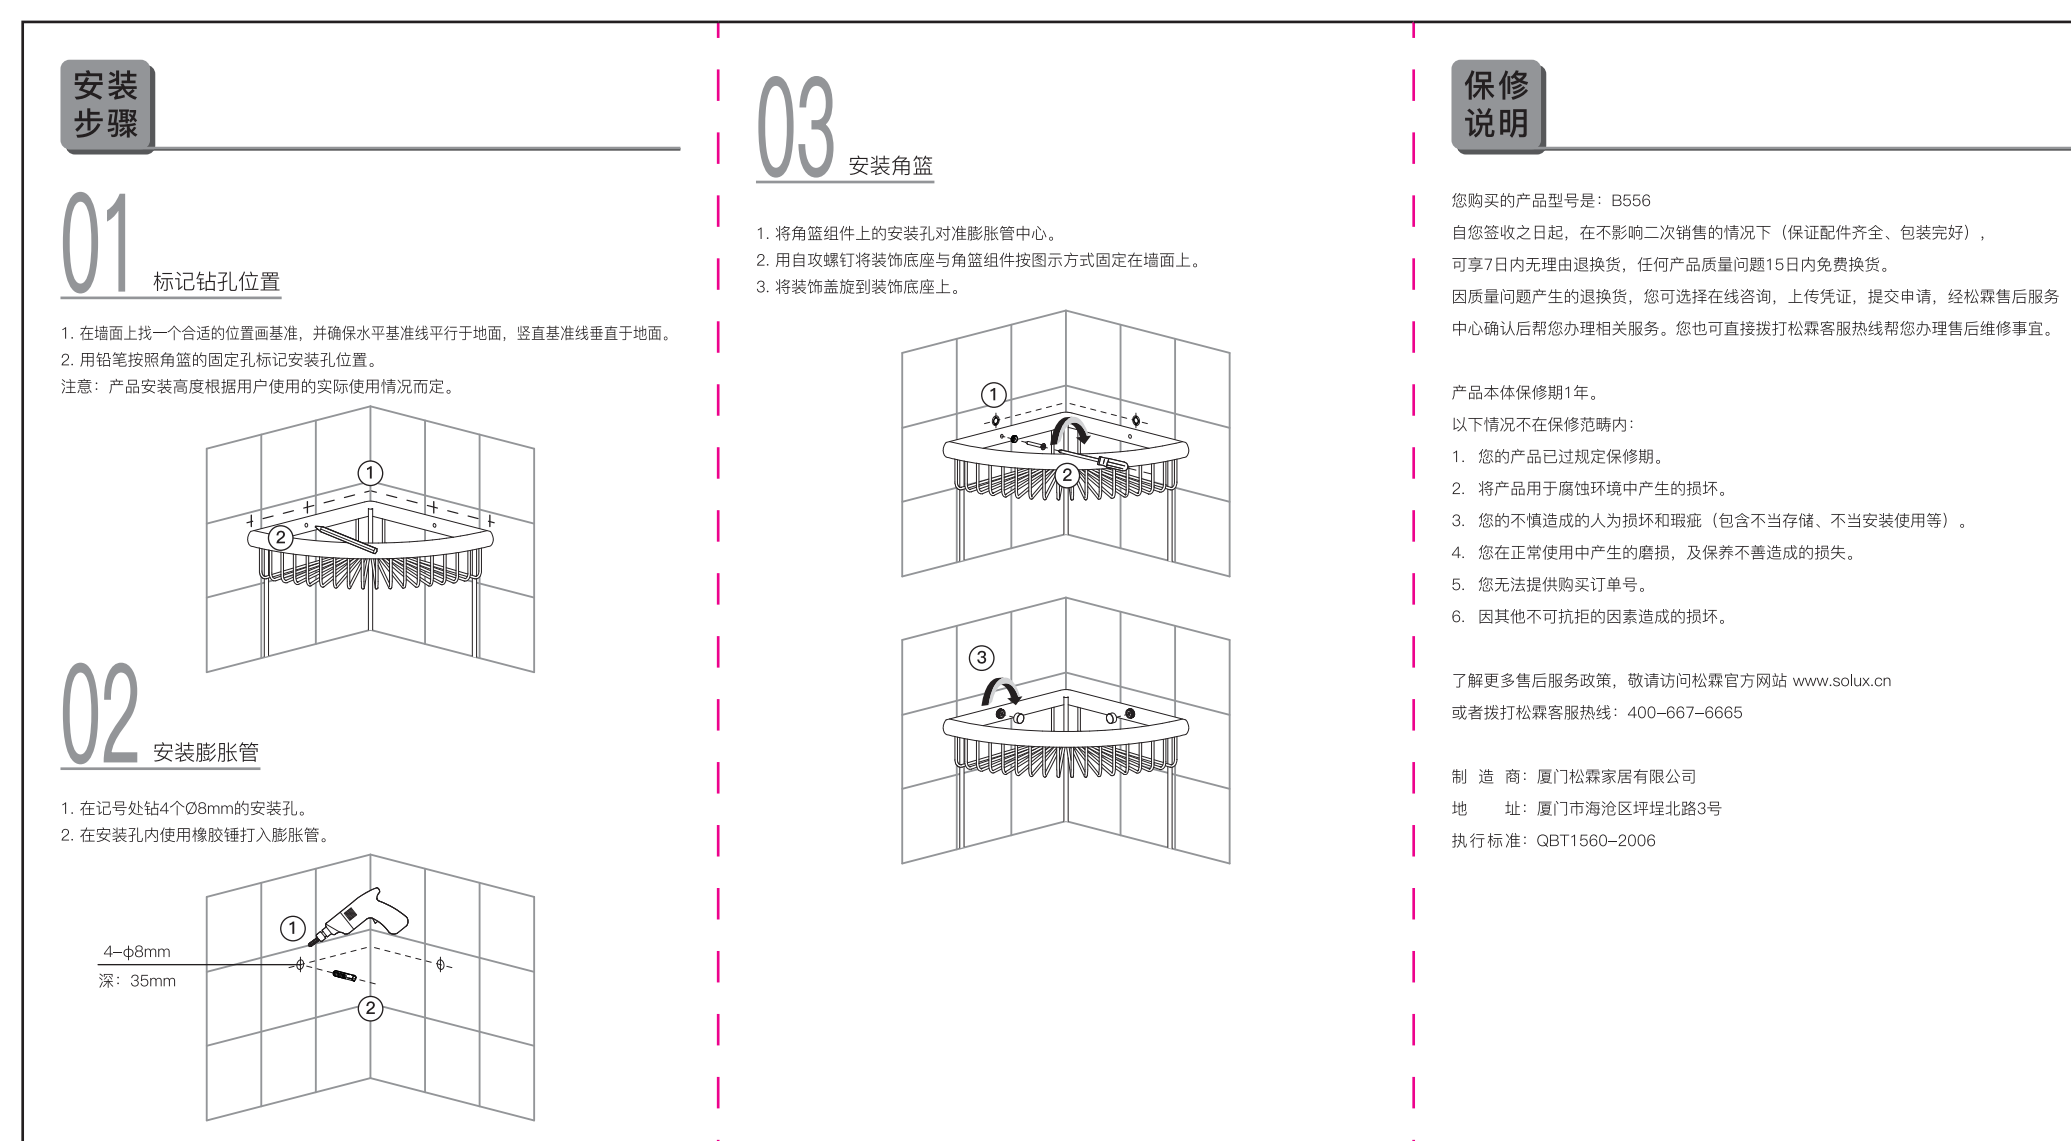 安装
步骤
01 标记钻孔位置
1. 在墙面上找一个合适的位置画基准，并确保水平基准线平行于地面，竖直基准线垂直于地面。
2. 用铅笔按照角篮的固定孔标记安装孔位置。
注意：产品安装高度根据用户使用的实际使用情况而定。
1
2
02 安装膨胀管
1. 在记号处钻4个Ø8mm的安装孔。
2. 在安装孔内使用橡胶锤打入膨胀管。
1
4–ф8mm
深：35mm
2
03 安装角篮
1. 将角篮组件上的安装孔对准膨胀管中心。
2. 用自攻螺钉将装饰底座与角篮组件按图示方式固定在墙面上。
3. 将装饰盖旋到装饰底座上。
1
2
3
保修
说明
您购买的产品型号是：B556
自您签收之日起，在不影响二次销售的情况下（保证配件齐全、包装完好），
可享7日内无理由退换货，任何产品质量问题15日内免费换货。
因质量问题产生的退换货，您可选择在线咨询，上传凭证，提交申请，经松霖售后服务
中心确认后帮您办理相关服务。您也可直接拨打松霖客服热线帮您办理售后维修事宜。
产品本体保修期1年。
以下情况不在保修范畴内：
1. 您的产品已过规定保修期。
2. 将产品用于腐蚀环境中产生的损坏。
3. 您的不慎造成的人为损坏和瑕疵（包含不当存储、不当安装使用等）。
4. 您在正常使用中产生的磨损，及保养不善造成的损失。
5. 您无法提供购买订单号。
6. 因其他不可抗拒的因素造成的损坏。
了解更多售后服务政策，敬请访问松霖官方网站 www.solux.cn
或者拨打松霖客服热线：400–667–6665
制 造 商：厦门松霖家居有限公司
地 址：厦门市海沧区坪埕北路3号
执行标准：QBT1560–2006